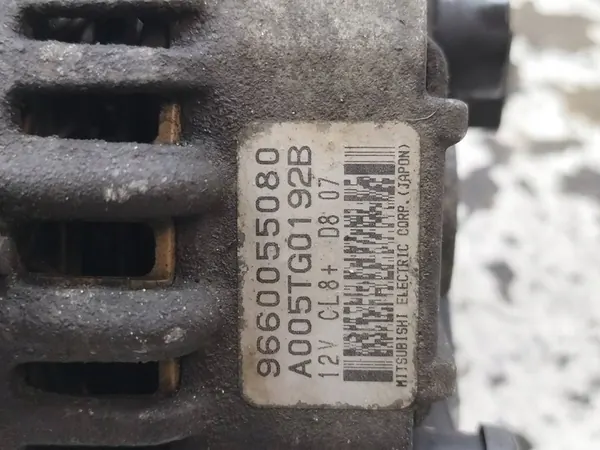 9660055080
A005TG0192B
12V CL8+ D8 07
MITSUBISHI ELECTRIC CORP.(JAPON)